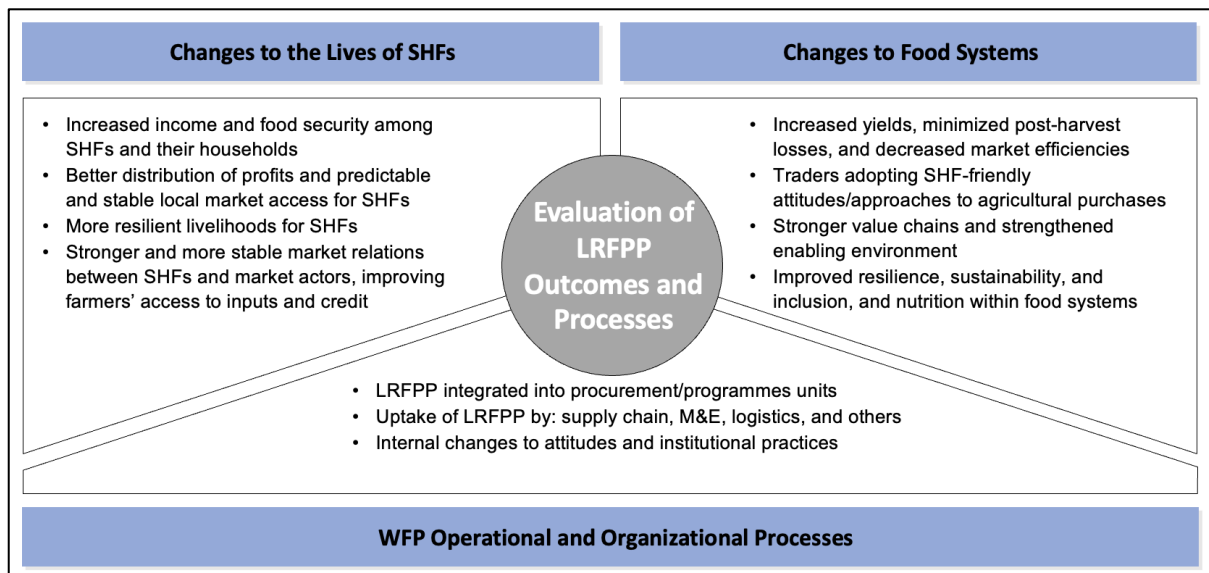 Changes to the Lives of SHFs
• Increased income and food security among
SHFs and their households
• Better distribution of profits and predictable
and stable local market access for SHFs
• More resilient livelihoods for SHFs
• Stronger and more stable market relations
between SHFs and market actors, improving
farmers' access to inputs and credit
Changes to Food Systems
• Increased yields, minimized post-harvest
losses, and decreased market efficiencies
• Traders adopting SHF-friendly
attitudes/approaches to agricultural purchases
• Stronger value chains and strengthened
enabling environment
• Improved resilience, sustainability, and
inclusion, and nutrition within food systems
Evaluation of
LRFPP
Outcomes and
Processes
• LRFPP integrated into procurement/programmes units
• Uptake of LRFPP by: supply chain, M&E, logistics, and others
• Internal changes to attitudes and institutional practices
WFP Operational and Organizational Processes